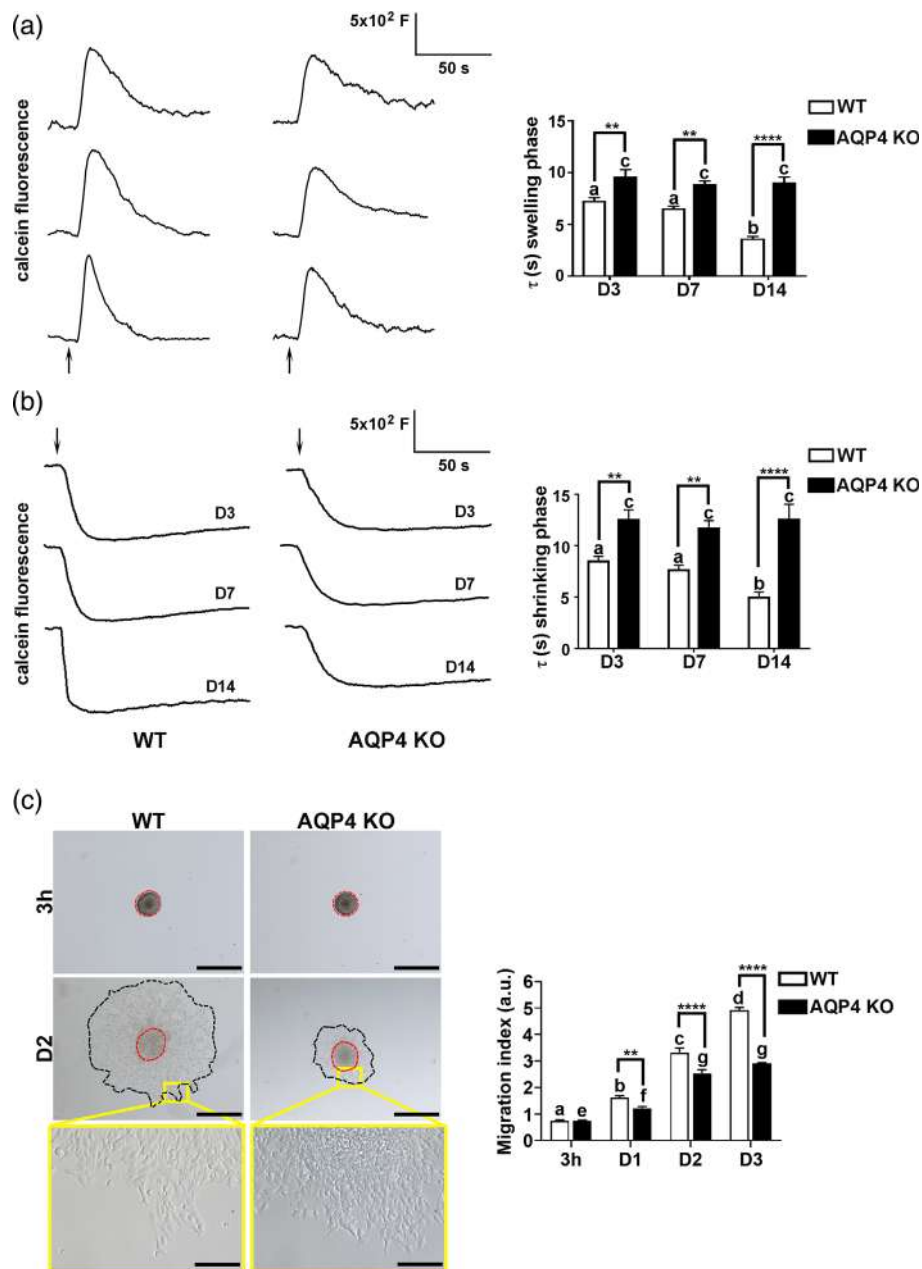 (a)
5x10² F
50 s
calcein fluorescence
WT
AQP4 KO
τ (s) swelling phase
15
10
5
0
** ** ****
a c a c b c
D3 D7 D14
(b)
5x10² F
50 s
calcein fluorescence
D3 D3
D7 D7
D14 D14
WT AQP4 KO
WT
AQP4 KO
τ (s) shrinking phase
15
10
5
0
** ** ****
a c a c b c
D3 D7 D14
(c)
WT AQP4 KO
3h
D2
WT
AQP4 KO
Migration index (a.u.)
6
5
4
3
2
1
0
** **** ****
a e b f c g d g
3h D1 D2 D3